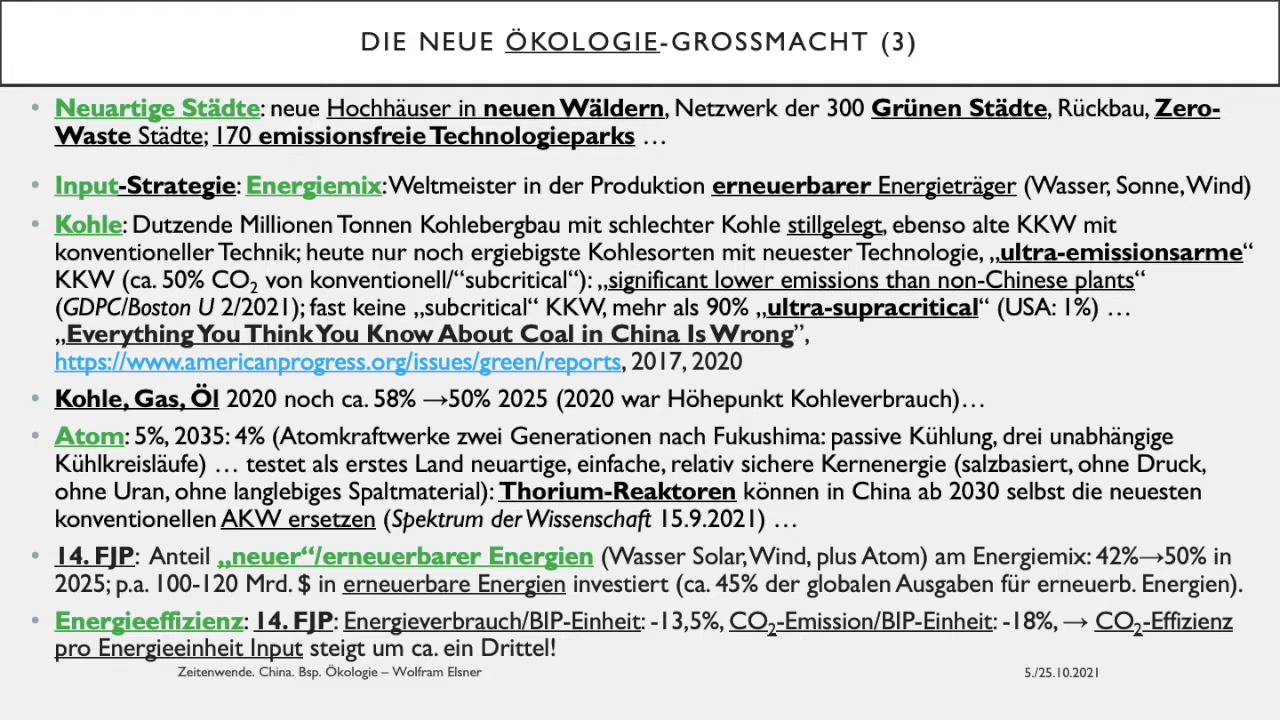 DIE NEUE ÖKOLOGIE-GROSSMACHT (3)
• Neuartige Städte: neue Hochhäuser in neuen Wäldern, Netzwerk der 300 Grünen Städte, Rückbau, Zero-
Waste Städte; 170 emissionsfreie Technologieparks …
• Input-Strategie: Energiemix: Weltmeister in der Produktion erneuerbarer Energieträger (Wasser, Sonne, Wind)
• Kohle: Dutzende Millionen Tonnen Kohlebergbau mit schlechter Kohle stillgelegt, ebenso alte KKW mit
konventioneller Technik; heute nur noch ergiebigste Kohlesorten mit neuester Technologie, „ultra-emissionsarme“
KKW (ca. 50% CO₂ von konventionell/“subcritical“): „significant lower emissions than non-Chinese plants“
(GDPC/Boston U 2/2021); fast keine „subcritical“ KKW, mehr als 90% „ultra-supracritical“ (USA: 1%) …
„Everything You Think You Know About Coal in China Is Wrong”,
https://www.americanprogress.org/issues/green/reports, 2017, 2020
• Kohle, Gas, Öl 2020 noch ca. 58% →50% 2025 (2020 war Höhepunkt Kohleverbrauch)…
• Atom: 5%, 2035: 4% (Atomkraftwerke zwei Generationen nach Fukushima: passive Kühlung, drei unabhängige
Kühlkreisläufe) … testet als erstes Land neuartige, einfache, relativ sichere Kernenergie (salzbasiert, ohne Druck,
ohne Uran, ohne langlebiges Spaltmaterial): Thorium-Reaktoren können in China ab 2030 selbst die neuesten
konventionellen AKW ersetzen (Spektrum der Wissenschaft 15.9.2021) …
• 14. FJP: Anteil „neuer“/erneuerbarer Energien (Wasser Solar, Wind, plus Atom) am Energiemix: 42%→50% in
2025; p.a. 100-120 Mrd. $ in erneuerbare Energien investiert (ca. 45% der globalen Ausgaben für erneuerb. Energien).
• Energieeffizienz: 14. FJP: Energieverbrauch/BIP-Einheit: -13,5%, CO₂-Emission/BIP-Einheit: -18%, → CO₂-Effizienz
pro Energieeinheit Input steigt um ca. ein Drittel!
Zeitenwende. China. Bsp. Ökologie – Wolfram Elsner
5./25.10.2021